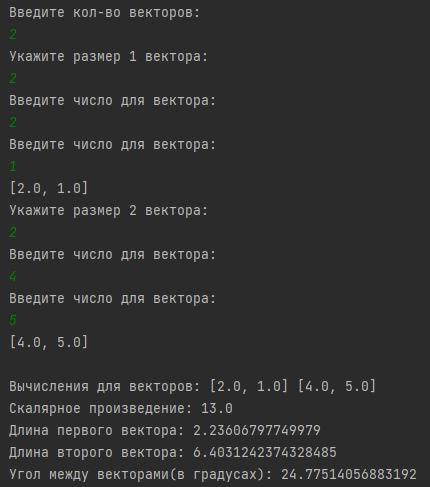 Введите кол-во векторов:
2
Укажите размер 1 вектора:
2
Введите число для вектора:
2
Введите число для вектора:
1
[2.0, 1.0]
Укажите размер 2 вектора:
2
Введите число для вектора:
4
Введите число для вектора:
5
[4.0, 5.0]
Вычисления для векторов: [2.0, 1.0] [4.0, 5.0]
Скалярное произведение: 13.0
Длина первого вектора: 2.23606797749979
Длина второго вектора: 6.4031242374328485
Угол между векторами(в градусах): 24.77514056883192